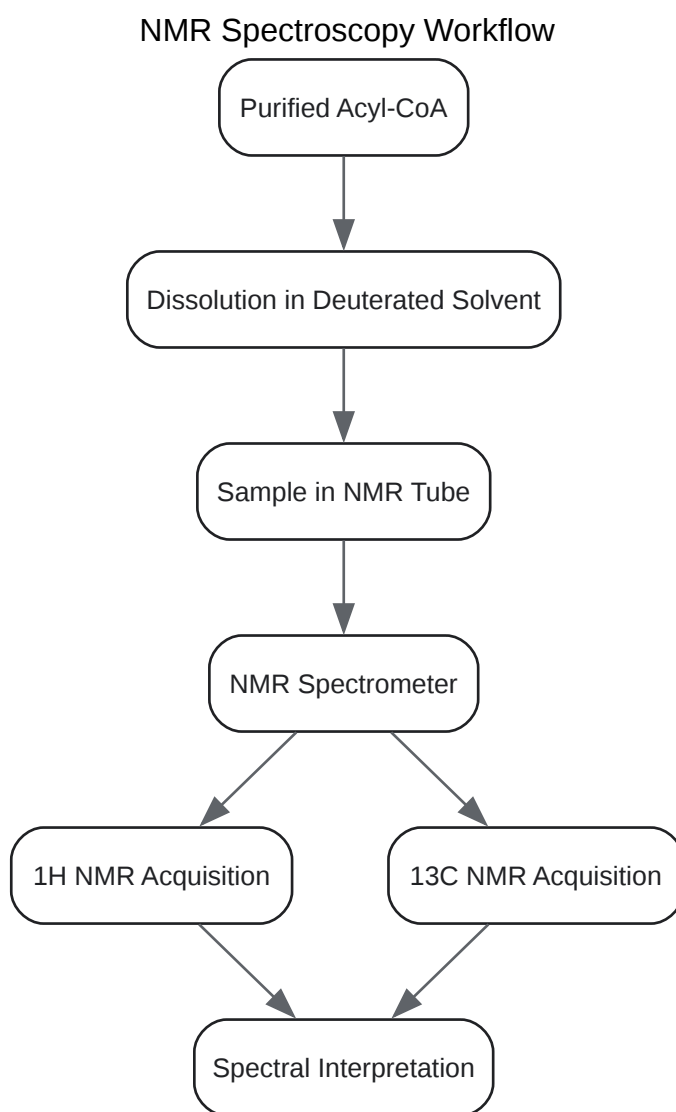 NMR Spectroscopy Workflow
Purified Acyl-CoA
Dissolution in Deuterated Solvent
Sample in NMR Tube
NMR Spectrometer
1H NMR Acquisition
13C NMR Acquisition
Spectral Interpretation